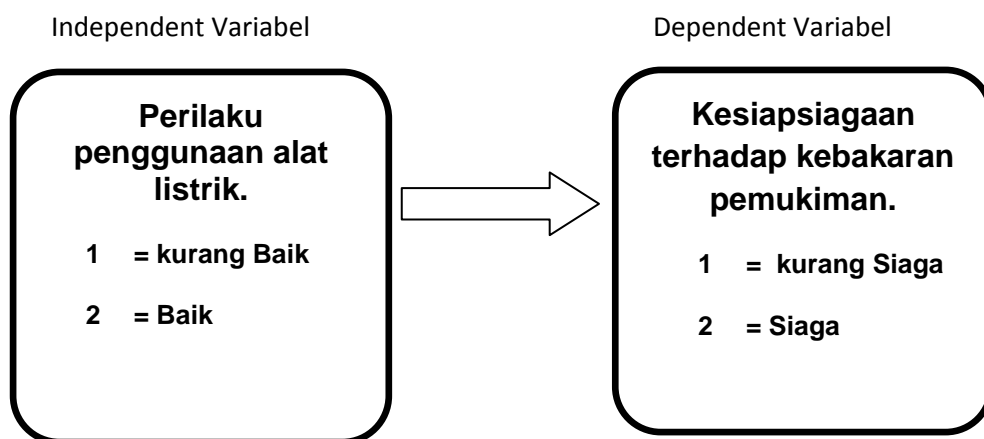 Independent Variabel
Dependent Variabel
Perilaku
penggunaan alat
listrik.
1 = kurang Baik
2 = Baik
Kesiapsiagaan
terhadap kebakaran
pemukiman.
1 = kurang Siaga
2 = Siaga